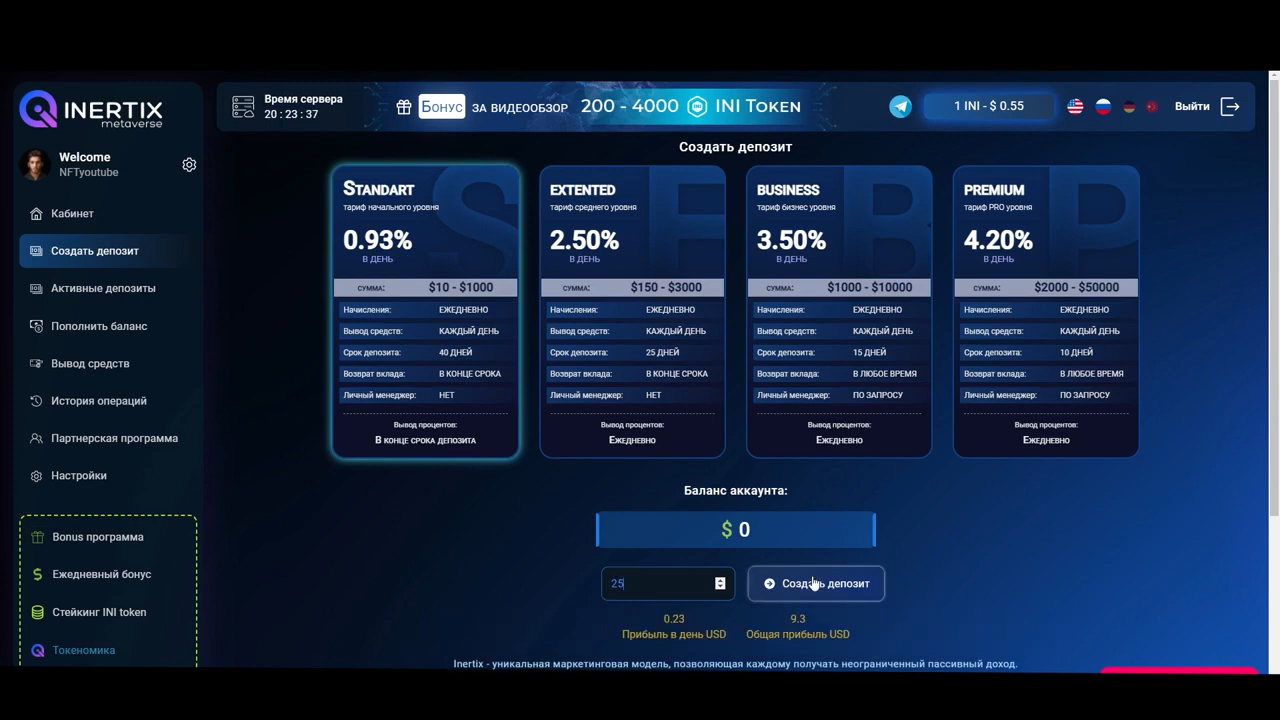 INERTIX
metaverse
Welcome
NFTyoutube
Кабинет
Создать депозит
Активные депозиты
Пополнить баланс
Вывод средств
История операций
Партнерская программа
Настройки
Bonus программа
Ежедневный бонус
Стейкинг INI token
Токеномика
Время сервера
20 : 23 : 37
Бонус ЗА ВИДЕООБЗОР 200 - 4000 INI TOKEN
1 INI - $ 0.55
Выйти
Создать депозит
STANDART
тариф начального уровня
0.93%
В ДЕНЬ
СУММА: $10 - $1000
Начисления: ЕЖЕДНЕВНО
Вывод средств: КАЖДЫЙ ДЕНЬ
Срок депозита: 40 ДНЕЙ
Возврат вклада: В КОНЦЕ СРОКА
Личный менеджер: НЕТ
Вывод процентов:
В КОНЦЕ СРОКА ДЕПОЗИТА
EXTENTED
тариф среднего уровня
2.50%
В ДЕНЬ
СУММА: $150 - $3000
Начисления: ЕЖЕДНЕВНО
Вывод средств: КАЖДЫЙ ДЕНЬ
Срок депозита: 25 ДНЕЙ
Возврат вклада: В КОНЦЕ СРОКА
Личный менеджер: НЕТ
Вывод процентов:
ЕЖЕДНЕВНО
BUSINESS
тариф бизнес уровня
3.50%
В ДЕНЬ
СУММА: $1000 - $10000
Начисления: ЕЖЕДНЕВНО
Вывод средств: КАЖДЫЙ ДЕНЬ
Срок депозита: 15 ДНЕЙ
Возврат вклада: В ЛЮБОЕ ВРЕМЯ
Личный менеджер: ПО ЗАПРОСУ
Вывод процентов:
ЕЖЕДНЕВНО
PREMIUM
тариф PRO уровня
4.20%
В ДЕНЬ
СУММА: $2000 - $50000
Начисления: ЕЖЕДНЕВНО
Вывод средств: КАЖДЫЙ ДЕНЬ
Срок депозита: 10 ДНЕЙ
Возврат вклада: В ЛЮБОЕ ВРЕМЯ
Личный менеджер: ПО ЗАПРОСУ
Вывод процентов:
ЕЖЕДНЕВНО
Баланс аккаунта:
$ 0
25
Создать депозит
0.23
Прибыль в день USD
9.3
Общая прибыль USD
Inertix - уникальная маркетинговая модель, позволяющая каждому получать неограниченный пассивный доход.